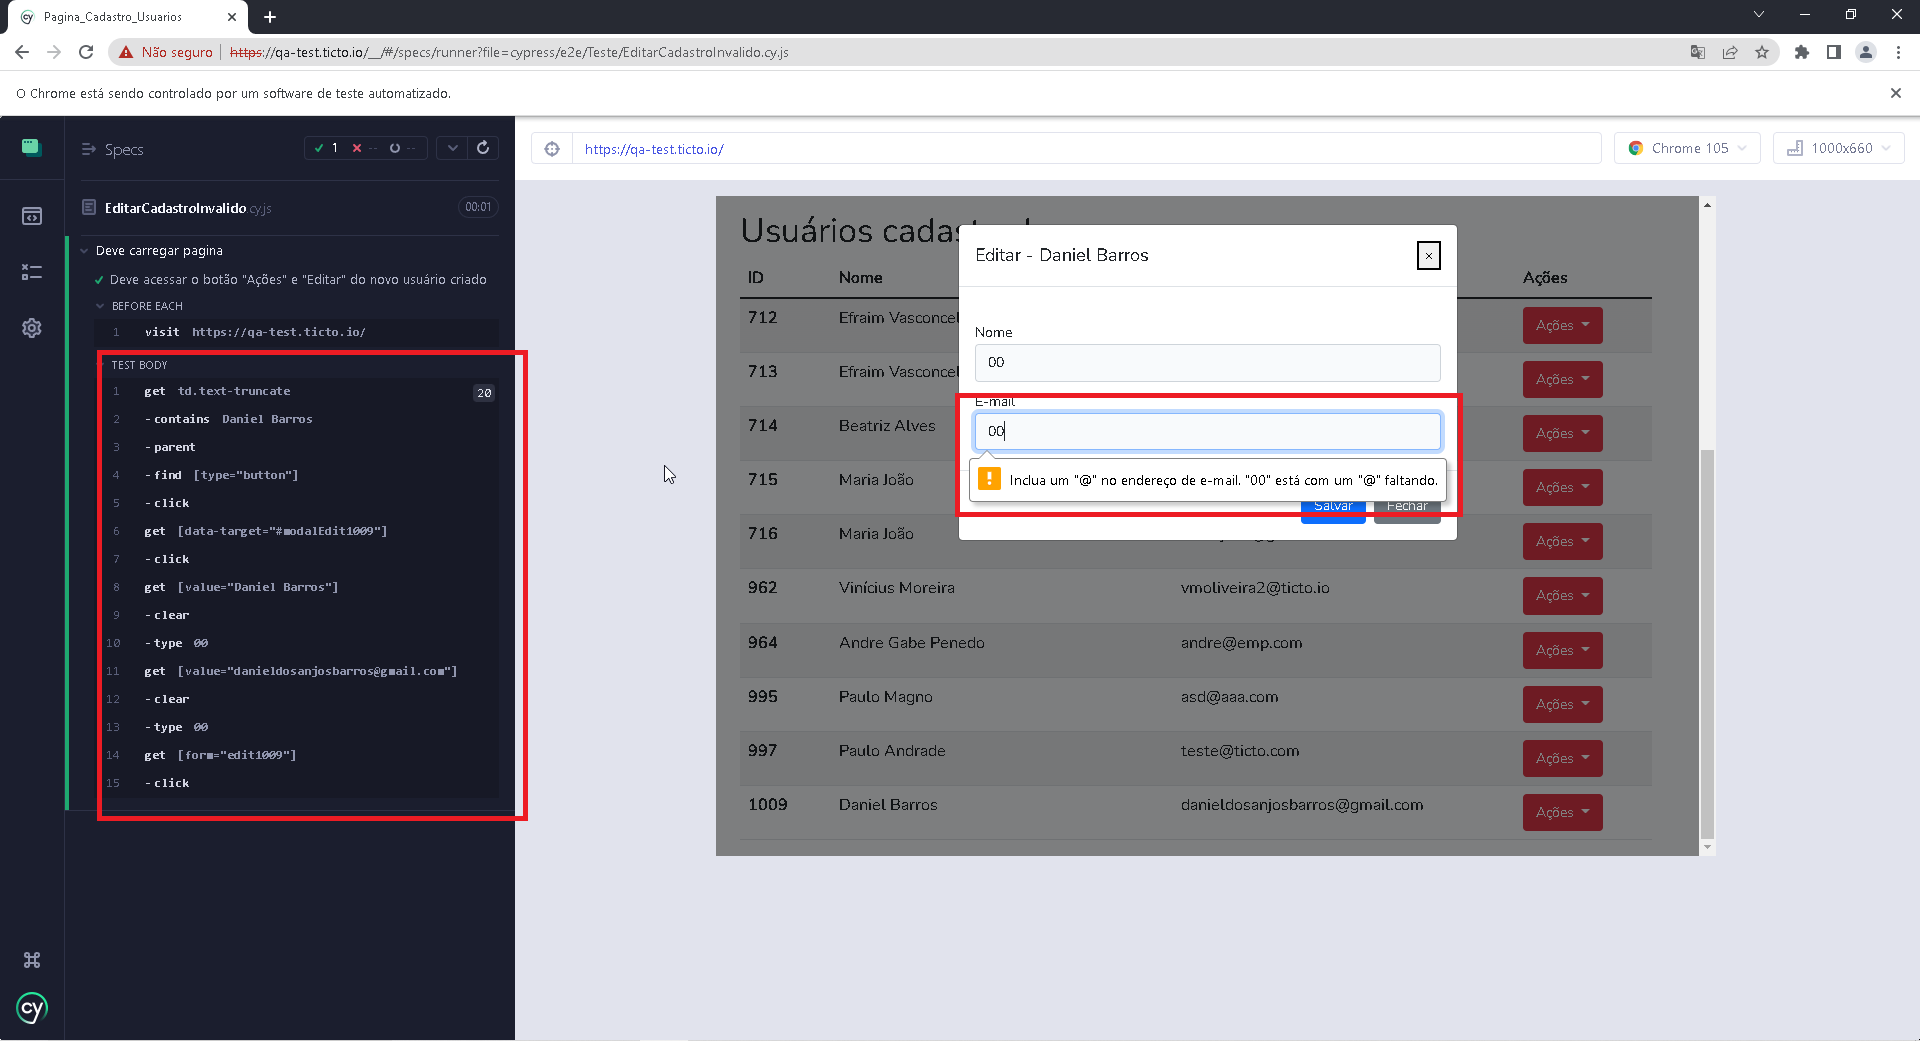 Pagina_Cadastro_Usuarios
Não seguro
https://qa-test.ticto.io/__/#/specs/runner?file=cypress/e2e/Teste/EditarCadastroInvalido.cy.js
O Chrome está sendo controlado por um software de teste automatizado.
Specs
1 -- --
EditarCadastroInvalido.cy.js 00:01
Deve carregar pagina
Deve acessar o botão "Ações" e "Editar" do novo usuário criado
BEFORE EACH
1 visit https://qa-test.ticto.io/
TEST BODY
1 get td.text-truncate 20
2 -contains Daniel Barros
3 -parent
4 -find [type="button"]
5 -click
6 get [data-target="#modalEdit1009"]
7 -click
8 get [value="Daniel Barros"]
9 -clear
10 -type 00
11 get [value="danieldosanjosbarros@gmail.com"]
12 -clear
13 -type 00
14 get [form="edit1009"]
15 -click
cy
https://qa-test.ticto.io/
Chrome 105
1000x660
Usuários cadast
ID Nome Ações
712 Efraim Vasconcel Ações
713 Efraim Vasconcel Ações
714 Beatriz Alves Ações
715 Maria João Ações
716 Maria João Ações
962 Vinícius Moreira vmoliveira2@ticto.io Ações
964 Andre Gabe Penedo andre@emp.com Ações
995 Paulo Magno asd@aaa.com Ações
997 Paulo Andrade teste@ticto.com Ações
1009 Daniel Barros danieldosanjosbarros@gmail.com Ações
Editar - Daniel Barros ×
Nome
00
E-mail
00
Inclua um "@" no endereço de e-mail. "00" está com um "@" faltando.
Salvar Fechar